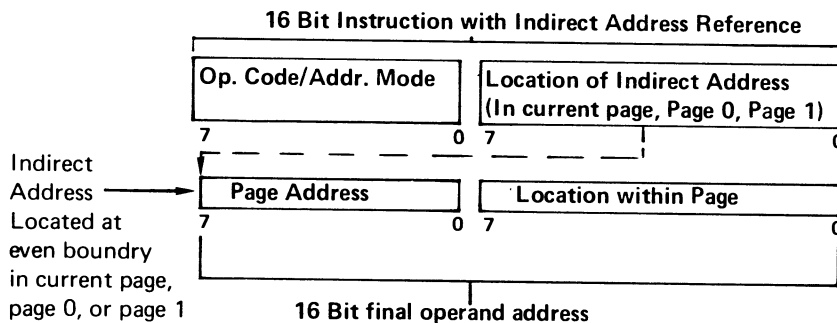 16 Bit Instruction with Indirect Address Reference
Op. Code/Addr. Mode
Location of Indirect Address
(In current page, Page 0, Page 1)
7 0 7 0
Indirect
Address
Located at
even boundry
in current page,
page 0, or page 1
Page Address
Location within Page
7 0 7 0
16 Bit final operand address